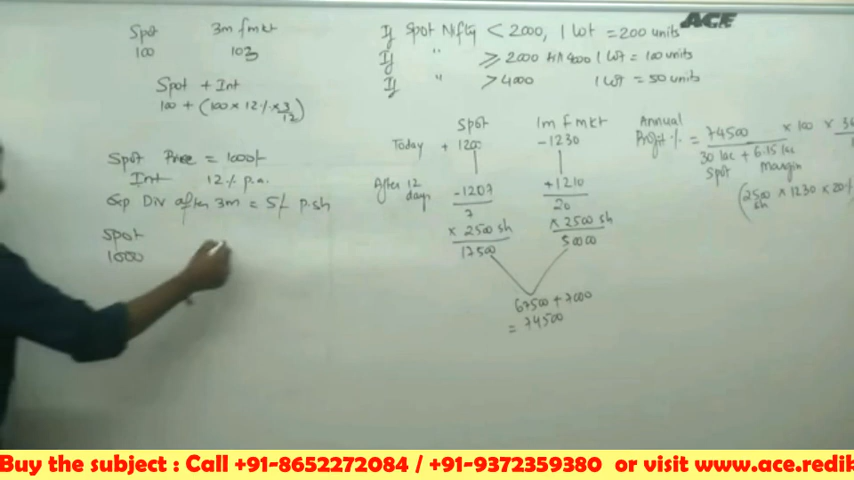 Spot 3m fmkt
100 103
Spot + Int
100 + (100 x 12% x 3/12)
Spot Price = 1000/-
Int 12% p.a.
Exp Div after 3m = 5/- p.sh
Spot
1000
If Spot Nifty < 2000, 1 lot = 200 units
If " ≥ 2000 4000 1 lot = 100 units
If " > 4000 1 lot = 50 units
ACE
Spot 1m fmkt
Today + 1200 - 1230
After 12 days - 1207 + 1210
7 20
x 2500 sh x 2500 sh
17500 50000
67500 + 7000
= 74500
Annual Profit % = 74500 x 100 x
30 lac + 6.15 lac
Spot margin
(2500 sh x 1230 x 20%
Buy the subject : Call +91-8652272084 / +91-9372359380 or visit www.ace.redik